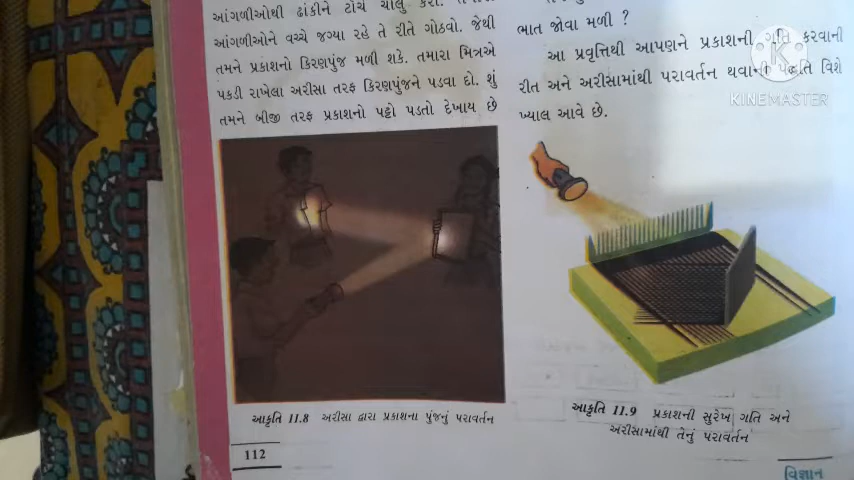 આંગળીઓથી ઢાંકીને ટોર્ચ ચાલુ કરો.
આંગળીઓને વચ્ચે જગ્યા રહે તે રીતે ગોઠવો. જેથી
તમને પ્રકાશનો કિરણપુંજ મળી શકે. તમારા મિત્રએ
પકડી રાખેલા અરીસા તરફ કિરણપુંજને પડવા દો. શું
તમને બીજી તરફ પ્રકાશનો પટ્ટો પડતો દેખાય છે
આકૃતિ 11.8 અરીસા દ્વારા પ્રકાશના પુંજનું પરાવર્તન
112
ભાત જોવા મળી ?
આ પ્રવૃત્તિથી આપણને પ્રકાશની ગતિ કરવાની
રીત અને અરીસામાંથી પરાવર્તન થવાની પદ્ધતિ વિશે
ખ્યાલ આવે છે.
KINEMASTER
આકૃતિ 11.9 પ્રકાશની સુરેખ ગતિ અને
અરીસામાંથી તેનું પરાવર્તન
વિજ્ઞાન